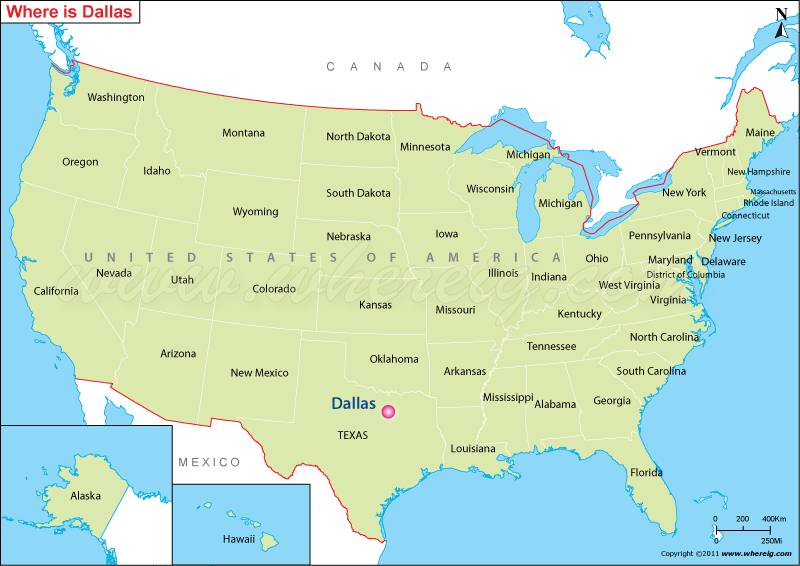 Where is Dallas
N
CANADA
Washington
Montana
North Dakota
Minnesota
Michigan
Maine
Vermont
Oregon
Idaho
New Hampshire
South Dakota
Wisconsin
Michigan
New York
Massachusetts
Rhode Island
Wyoming
Connecticut
Nebraska
Iowa
Pennsylvania
New Jersey
UNITED STATES OF AMERICA
Ohio
Maryland
Delaware
Nevada
Utah
Illinois
Indiana
District of Columbia
California
Colorado
West Virginia
Virginia
Kansas
Missouri
Kentucky
North Carolina
Arizona
Oklahoma
Tennessee
New Mexico
Arkansas
South Carolina
Dallas
Mississippi
Alabama
Georgia
TEXAS
Louisiana
MEXICO
Florida
Alaska
Hawaii
0 200 400Km
0 250Mi
Copyright ©2011 www.whereig.com
www.whereig.com